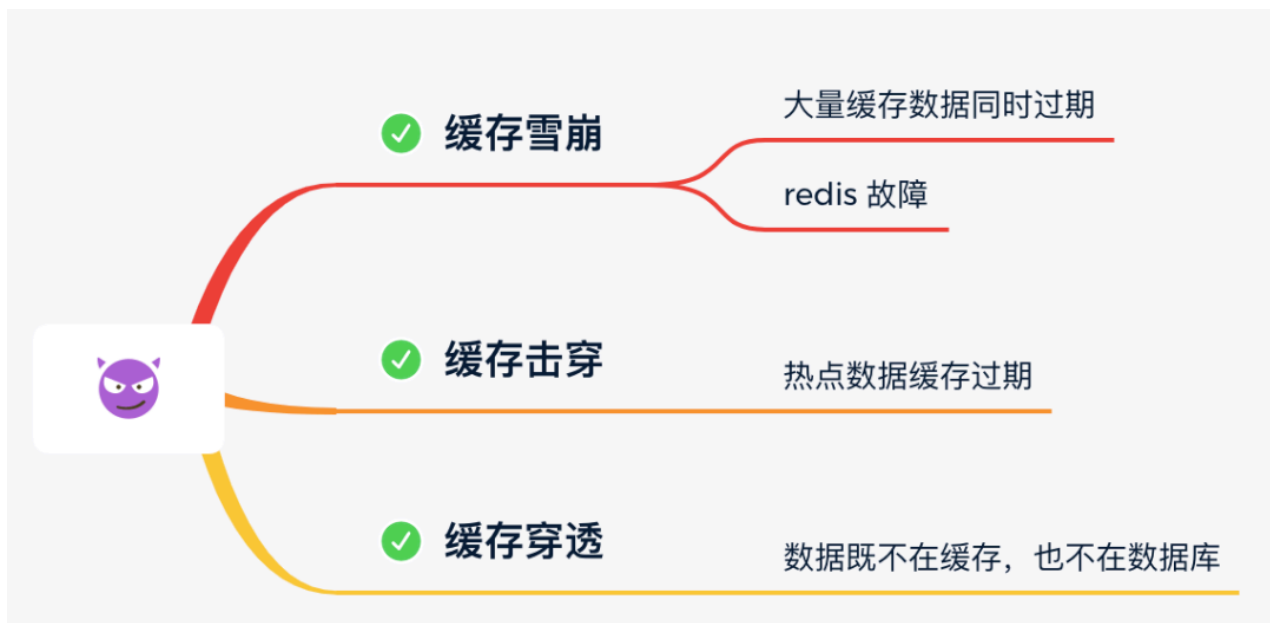 缓存雪崩
大量缓存数据同时过期
redis 故障
缓存击穿
热点数据缓存过期
缓存穿透
数据既不在缓存，也不在数据库